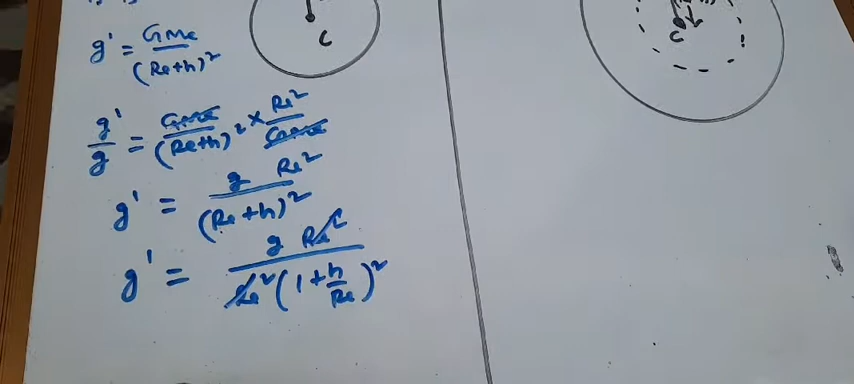 C
C
g' = GMe/(Re+h)²
g'/g = GMe/(Re+h)² × Re²/GMe
g' = g Re²/(Re+h)²
g' = g Re²/Re²(1+h/Re)²